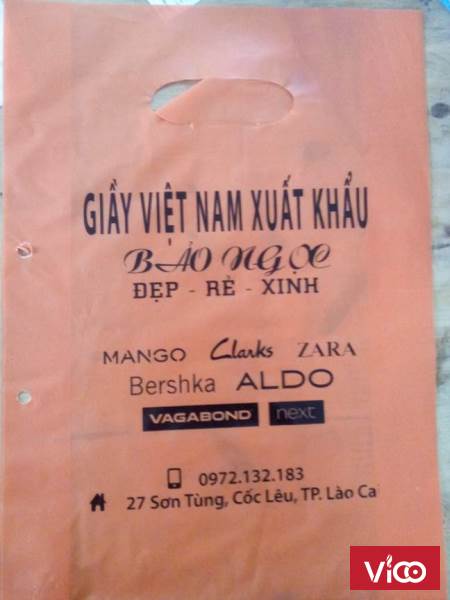 GIẦY VIỆT NAM XUẤT KHẨU
BẢO NGỌC
ĐẸP - RẺ - XINH
MANGO Clarks ZARA
Bershka ALDO
VAGABOND next
0972.132.183
27 Sơn Tùng, Cốc Lêu, TP. Lào Ca
Vico